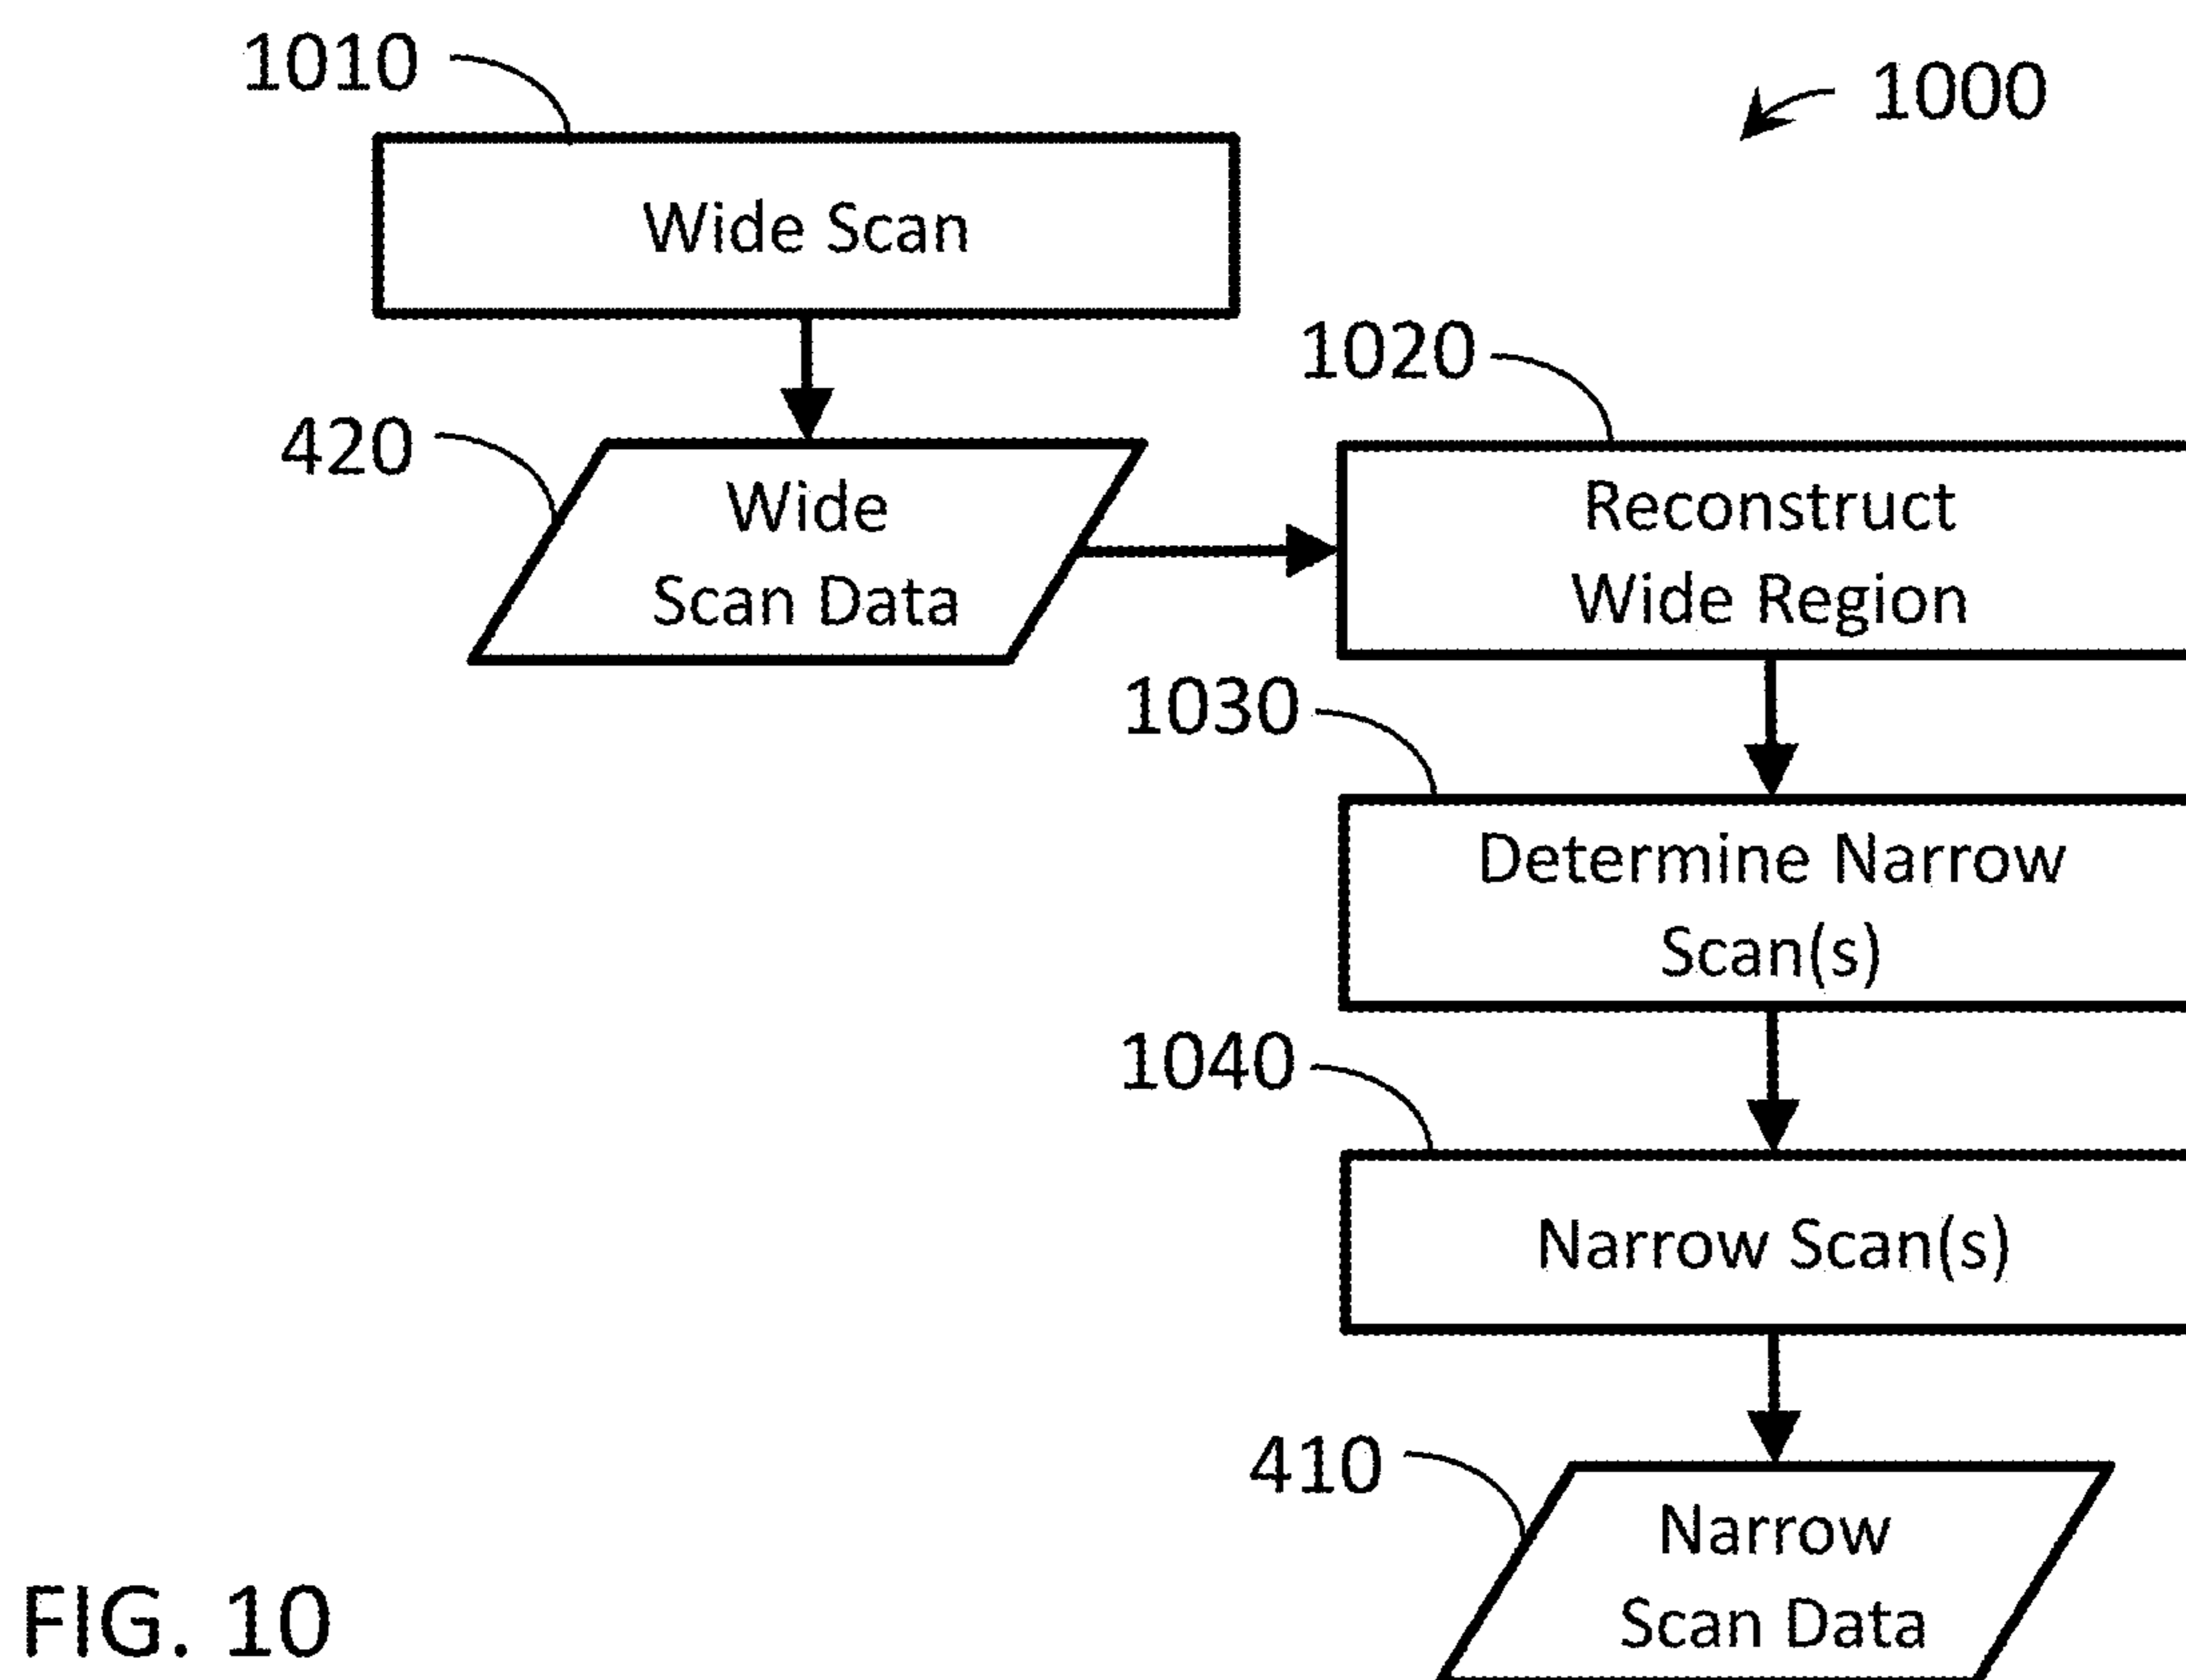 1010
1000
Wide Scan
1020
420
Wide
Scan Data
Reconstruct
Wide Region
1030
Determine Narrow
Scan(s)
1040
Narrow Scan(s)
410
Narrow
Scan Data
FIG. 10